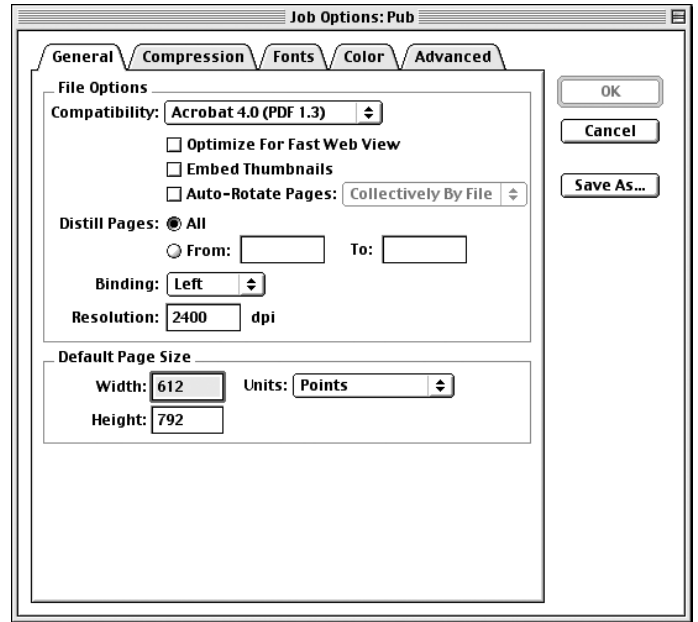 Job Options: Pub
General Compression Fonts Color Advanced
File Options
Compatibility: Acrobat 4.0 (PDF 1.3)
Optimize For Fast Web View
Embed Thumbnails
Auto-Rotate Pages: Collectively By File
Distill Pages: All
From: To:
Binding: Left
Resolution: 2400 dpi
Default Page Size
Width: 612 Units: Points
Height: 792
OK
Cancel
Save As...